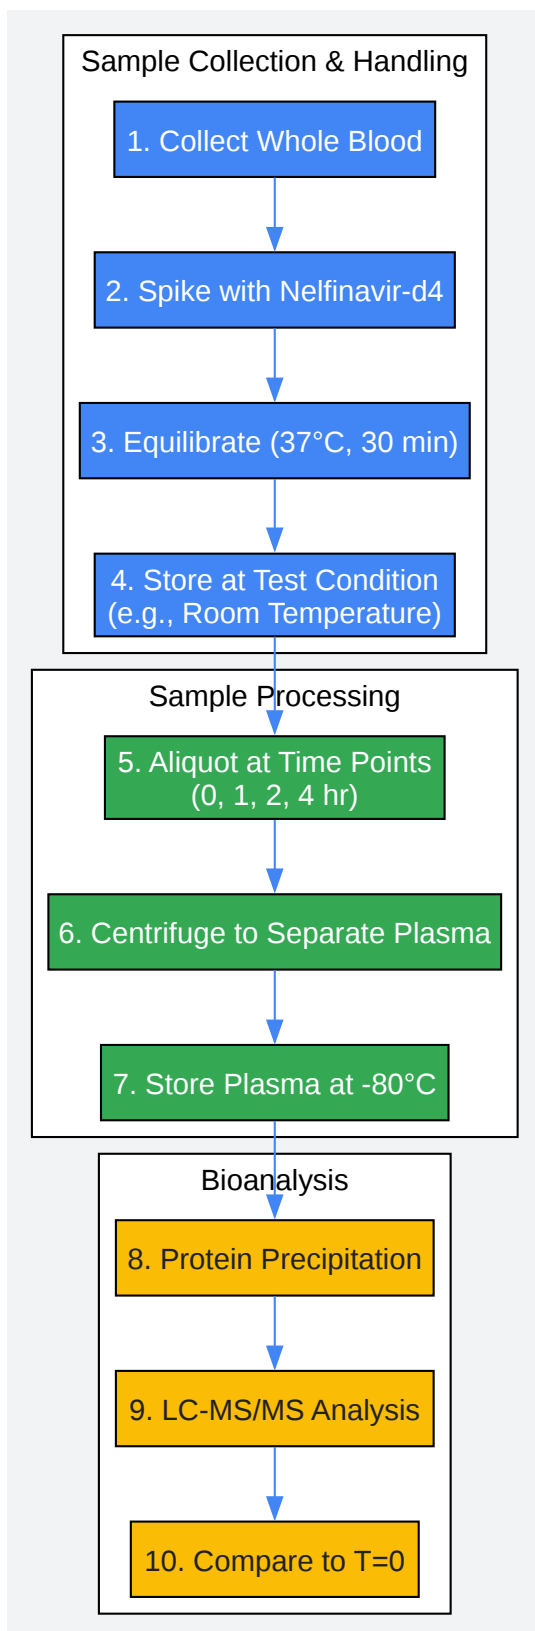 Sample Collection & Handling
1. Collect Whole Blood
2. Spike with Nelfinavir-d4
3. Equilibrate (37°C, 30 min)
4. Store at Test Condition
(e.g., Room Temperature)
Sample Processing
5. Aliquot at Time Points
(0, 1, 2, 4 hr)
6. Centrifuge to Separate Plasma
7. Store Plasma at -80°C
Bioanalysis
8. Protein Precipitation
9. LC-MS/MS Analysis
10. Compare to T=0